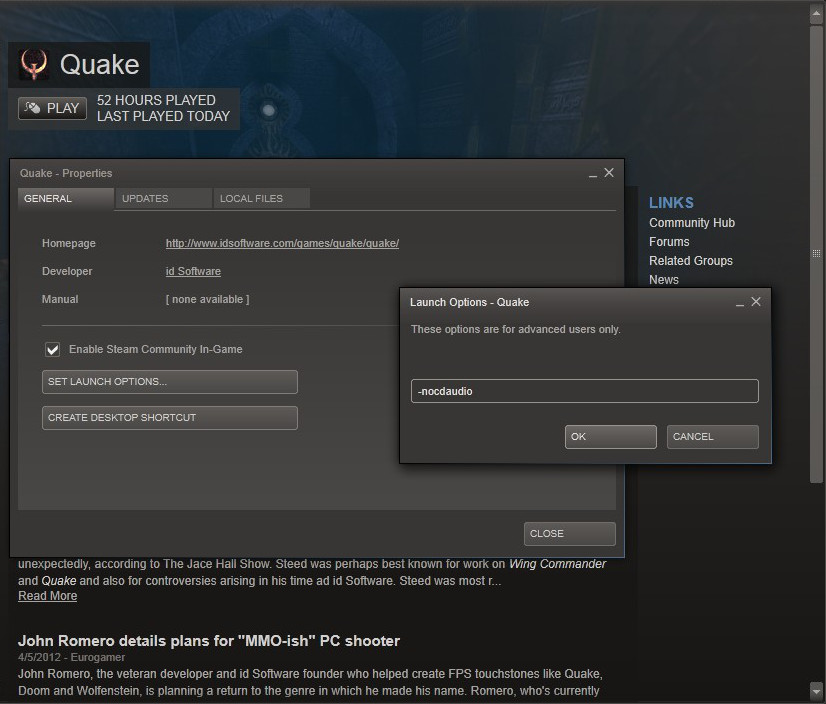 Quake
PLAY
52 HOURS PLAYED
LAST PLAYED TODAY
Quake - Properties
GENERAL
UPDATES
LOCAL FILES
Homepage
http://www.idsoftware.com/games/quake/quake/
Developer
id Software
Manual
[ none available ]
Enable Steam Community In-Game
SET LAUNCH OPTIONS...
CREATE DESKTOP SHORTCUT
CLOSE
LINKS
Community Hub
Forums
Related Groups
News
Launch Options - Quake
These options are for advanced users only.
-nocdaudio
OK
CANCEL
unexpectedly, according to The Jace Hall Show. Steed was perhaps best known for work on Wing Commander
and Quake and also for controversies arising in his time ad id Software. Steed was most r...
Read More
John Romero details plans for "MMO-ish" PC shooter
4/5/2012 - Eurogamer
John Romero, the veteran developer and id Software founder who helped create FPS touchstones like Quake,
Doom and Wolfenstein, is planning a return to the genre in which he made his name. Romero, who's currently